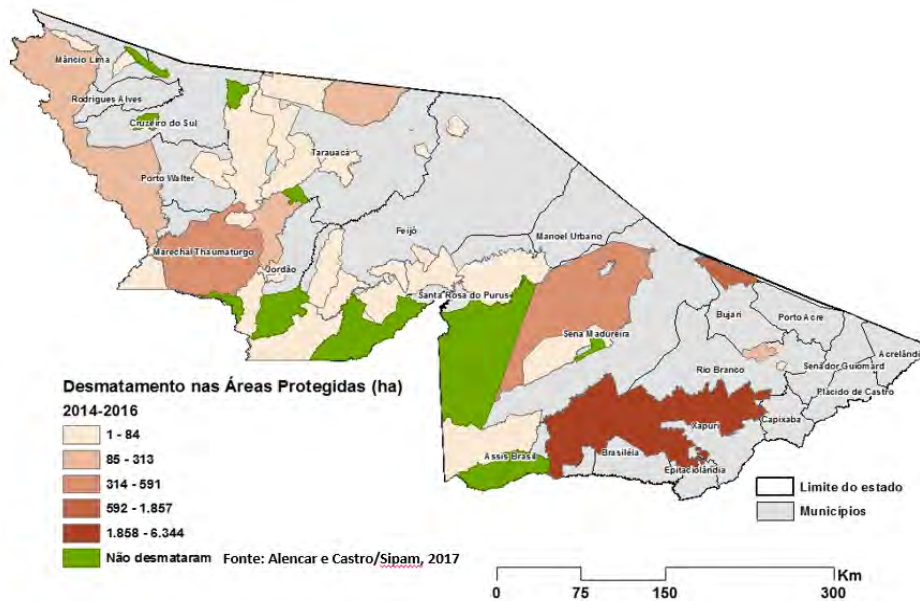 Mâncio Lima
Rodrigues Alves
Cruzeiro do Sul
Tarauacá
Porto Walter
Feijó
Manoel Urbano
Marechal Thaumaturgo
Jordão
Santa Rosa do Purus
Bujari
Porto Acre
Sena Madureira
Acrelândia
Senador Guiomard
Rio Branco
Plácido de Castro
Capixaba
Xapuri
Assis Brasil
Brasiléia
Epitaciolândia
Desmatamento nas Áreas Protegidas (ha)
2014-2016
1 - 84
85 - 313
314 - 591
592 - 1.857
1.858 - 6.344
Não desmataram
Fonte: Alencar e Castro/Sipam, 2017
Limite do estado
Municípios
Km
0 75 150 300